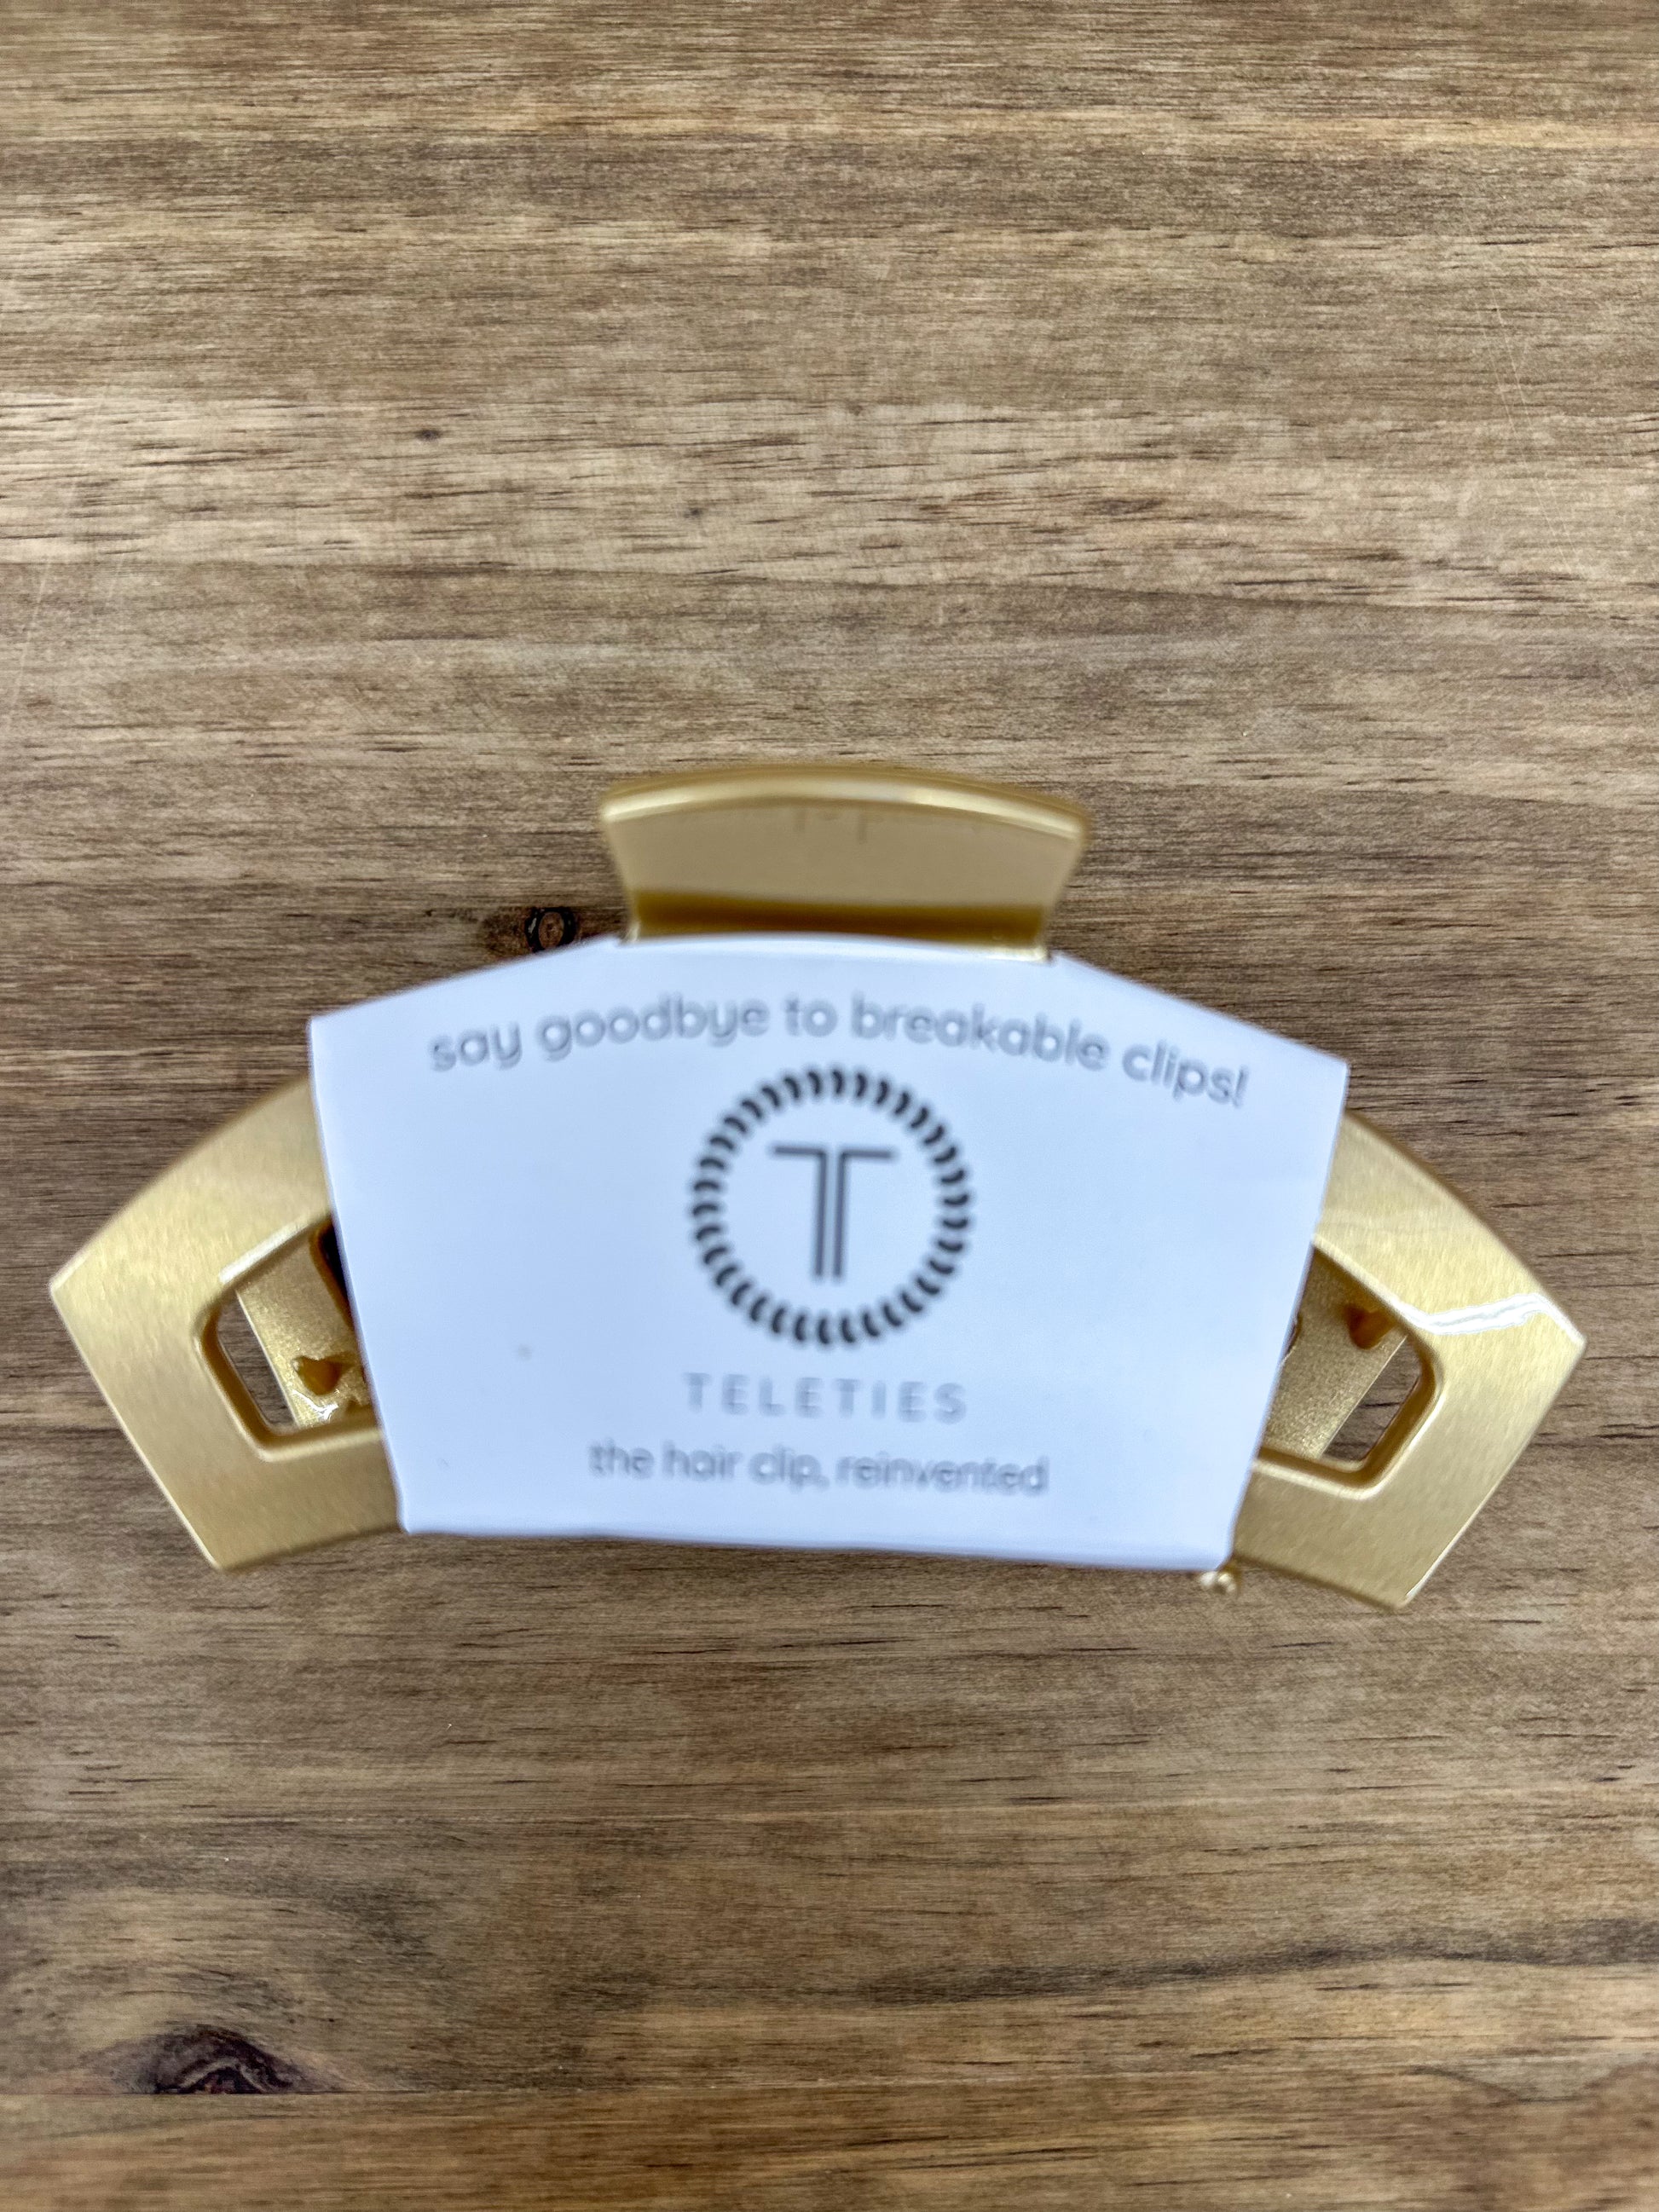 say goodbye to breakable clips!
T
TELETIES
the hair clip, reinvented